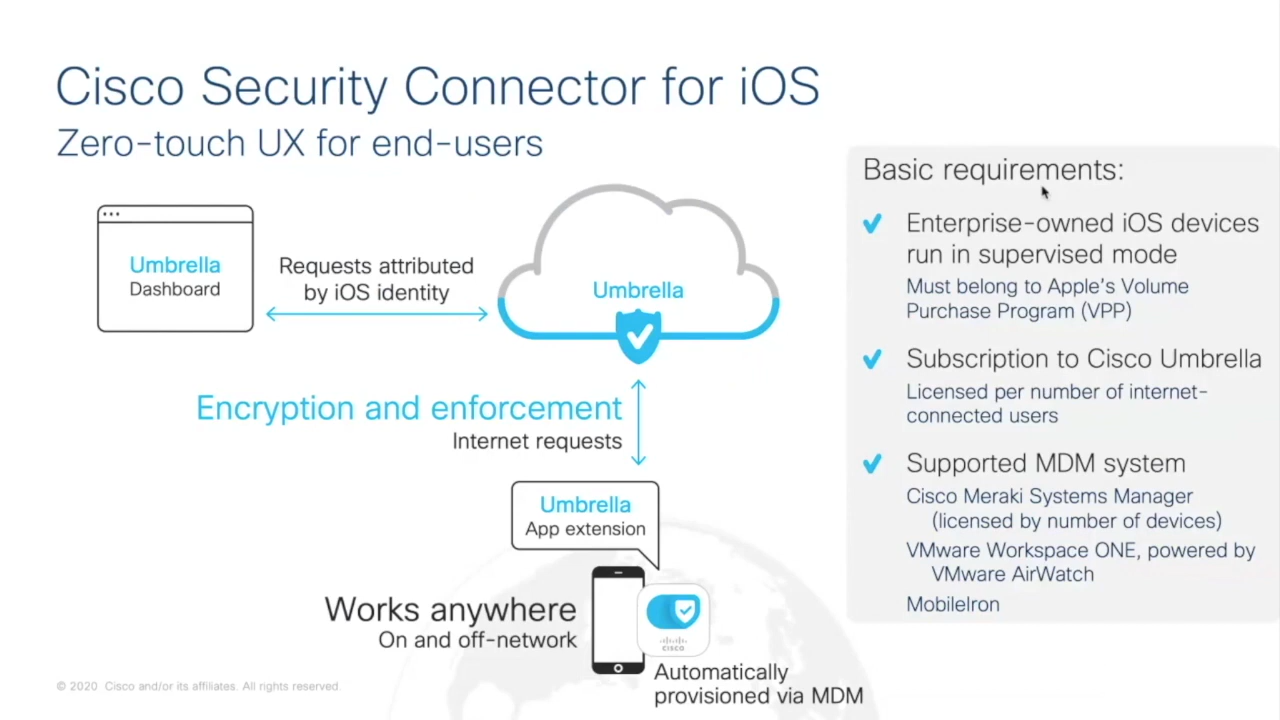 Cisco Security Connector for iOS
Zero-touch UX for end-users
Umbrella
Dashboard
Requests attributed
by iOS identity
Umbrella
Encryption and enforcement
Internet requests
Umbrella
App extension
Works anywhere
On and off-network
CISCO
Automatically
provisioned via MDM
Basic requirements:
Enterprise-owned iOS devices
run in supervised mode
Must belong to Apple's Volume
Purchase Program (VPP)
Subscription to Cisco Umbrella
Licensed per number of internet-
connected users
Supported MDM system
Cisco Meraki Systems Manager
(licensed by number of devices)
VMware Workspace ONE, powered by
VMware AirWatch
MobileIron
© 2020 Cisco and/or its affiliates. All rights reserved.